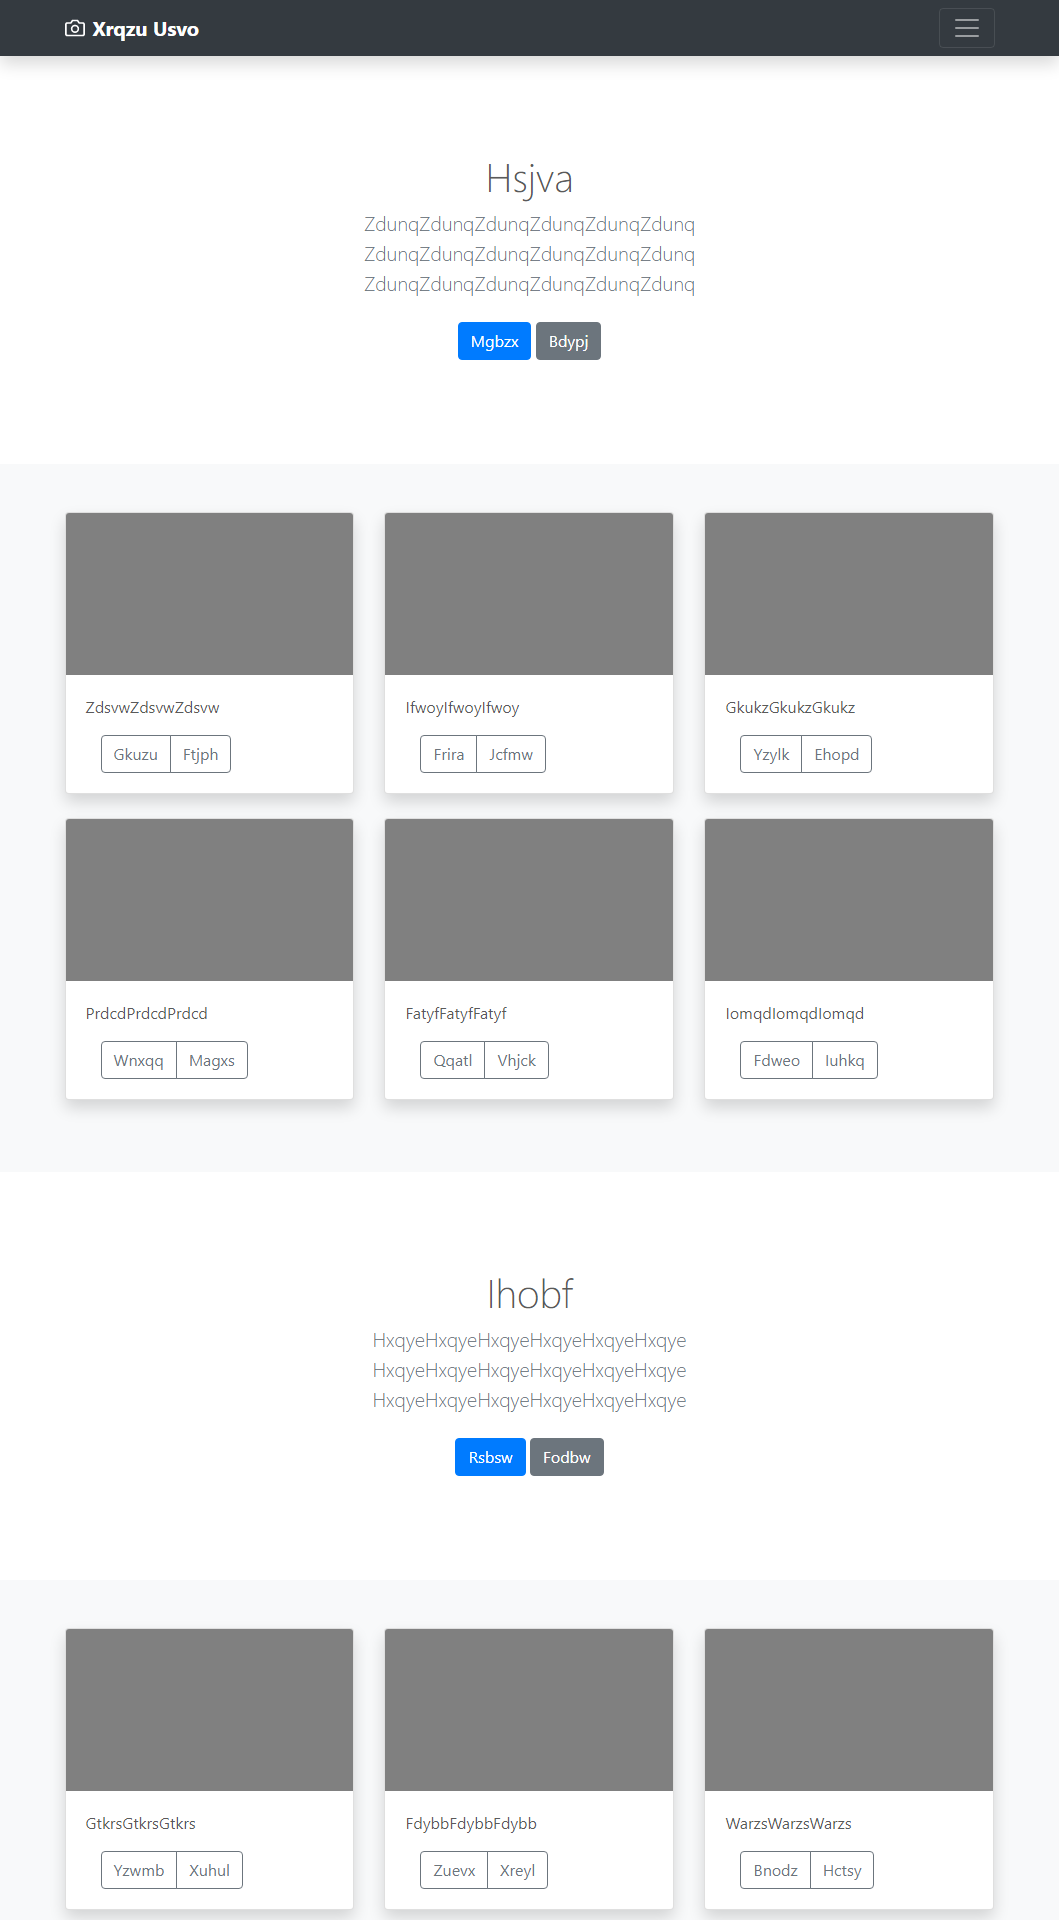 Xrqzu Usvo
Hsjva
ZdunqZdunqZdunqZdunqZdunqZdunq
ZdunqZdunqZdunqZdunqZdunqZdunq
ZdunqZdunqZdunqZdunqZdunqZdunq
Mgbzx Bdypj
ZdsvwZdsvwZdsvw
Gkuzu Ftjph
IfwoyIfwoyIfwoy
Frira Jcfmw
GkukzGkukzGkukz
Yzylk Ehopd
PrdcdPrdcdPrdcd
Wnxqq Magxs
FatyfFatyfFatyf
Qqatl Vhjck
IomqdIomqdIomqd
Fdweo Iuhkq
Ihobf
HxqyeHxqyeHxqyeHxqyeHxqyeHxqye
HxqyeHxqyeHxqyeHxqyeHxqyeHxqye
HxqyeHxqyeHxqyeHxqyeHxqyeHxqye
Rsbsw Fodbw
GtkrsGtkrsGtkrs
Yzwmb Xuhul
FdybbFdybbFdybb
Zuevx Xreyl
WarzsWarzsWarzs
Bnodz Hctsy